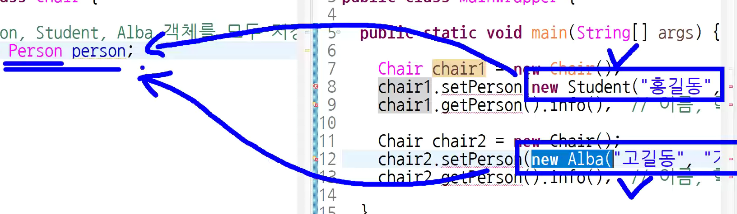 class Chair {
on, Student, Alba 객체를 모두 저장
Person person;
4
5 public static void main(String[] args) {
6
7 Chair chair1 = new Chair();
8 chair1.setPerson new Student("홍길동",
9 chair1.getPerson().info(); // 이름,
10
11 Chair chair2 = new Chair();
12 chair2.setPerson(new Alba("고길동",
13 chair2.getPerson().info(); // 이름,
14
15 }